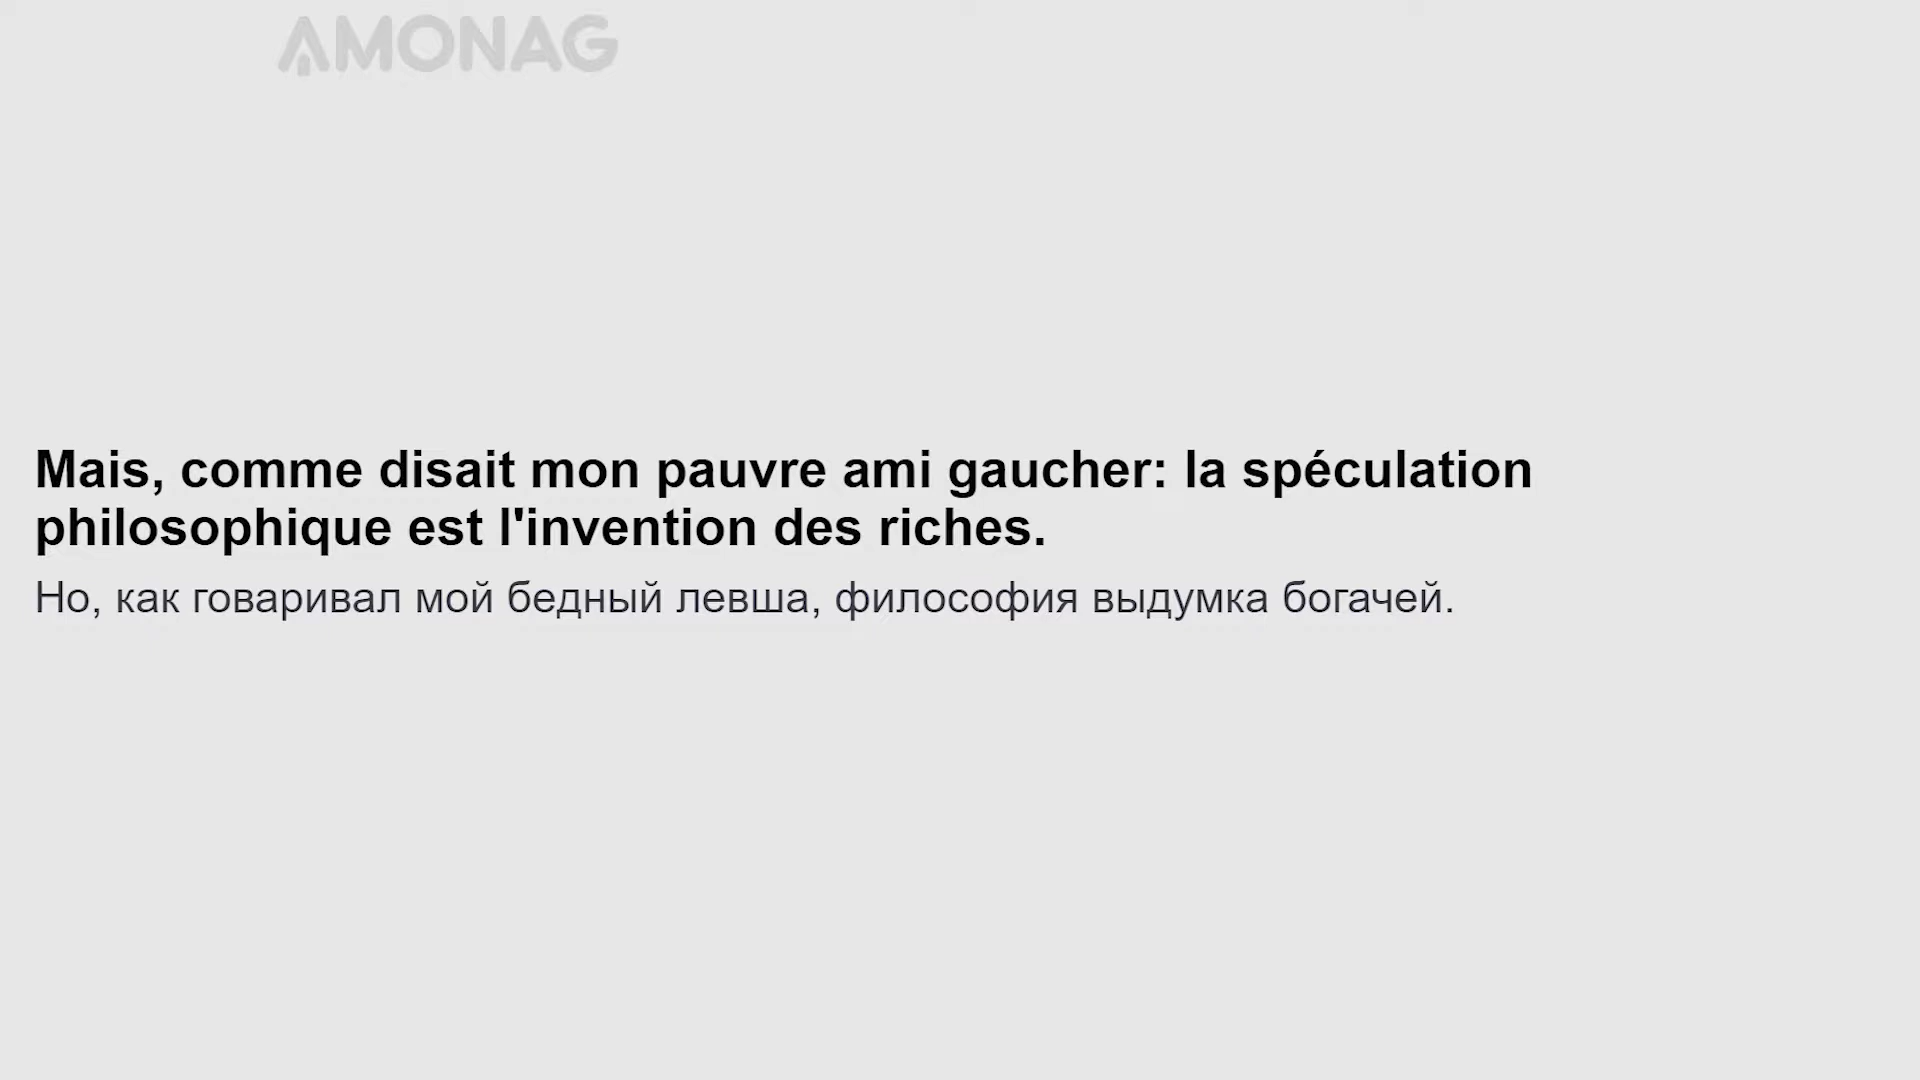 AMONAG
Mais, comme disait mon pauvre ami gaucher: la spéculation
philosophique est l'invention des riches.
Но, как говаривал мой бедный левша, философия выдумка богачей.